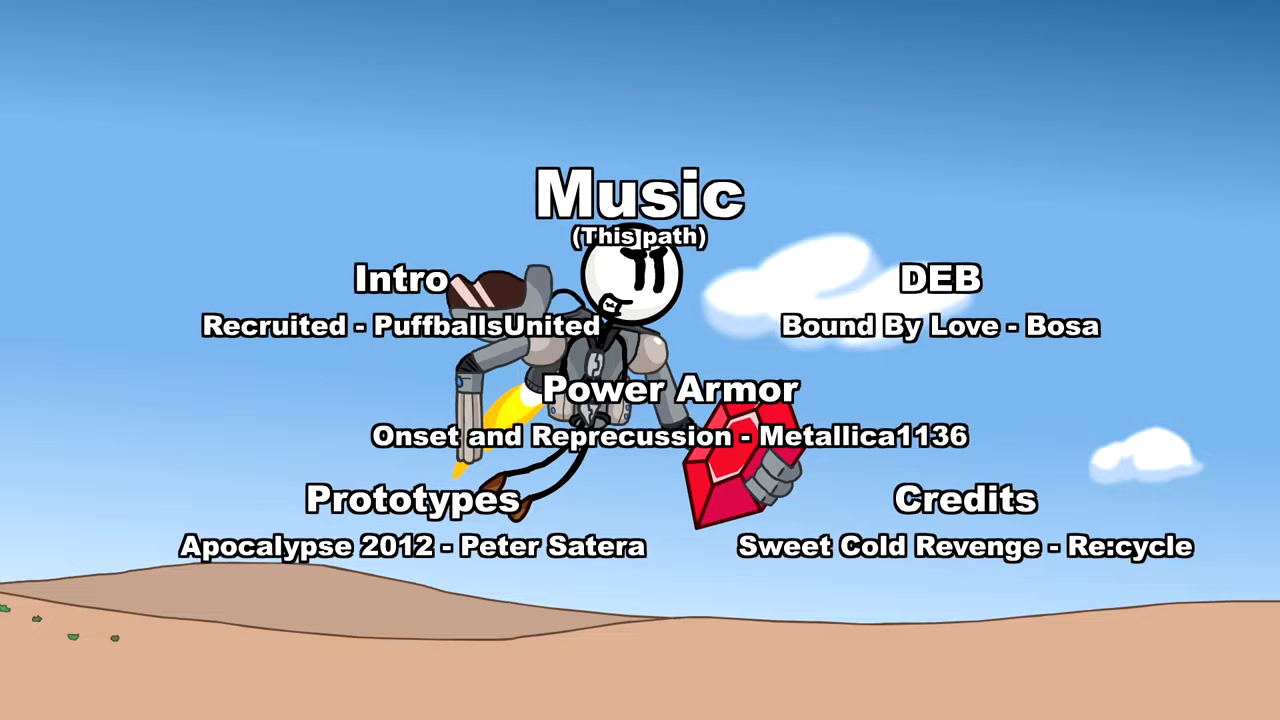 Music
(This path)
Intro
Recruited - PuffballsUnited
DEB
Bound By Love - Bosa
Power Armor
Onset and Reprecussion - Metallica1136
Prototypes
Apocalypse 2012 - Peter Satera
Credits
Sweet Cold Revenge - Re:cycle